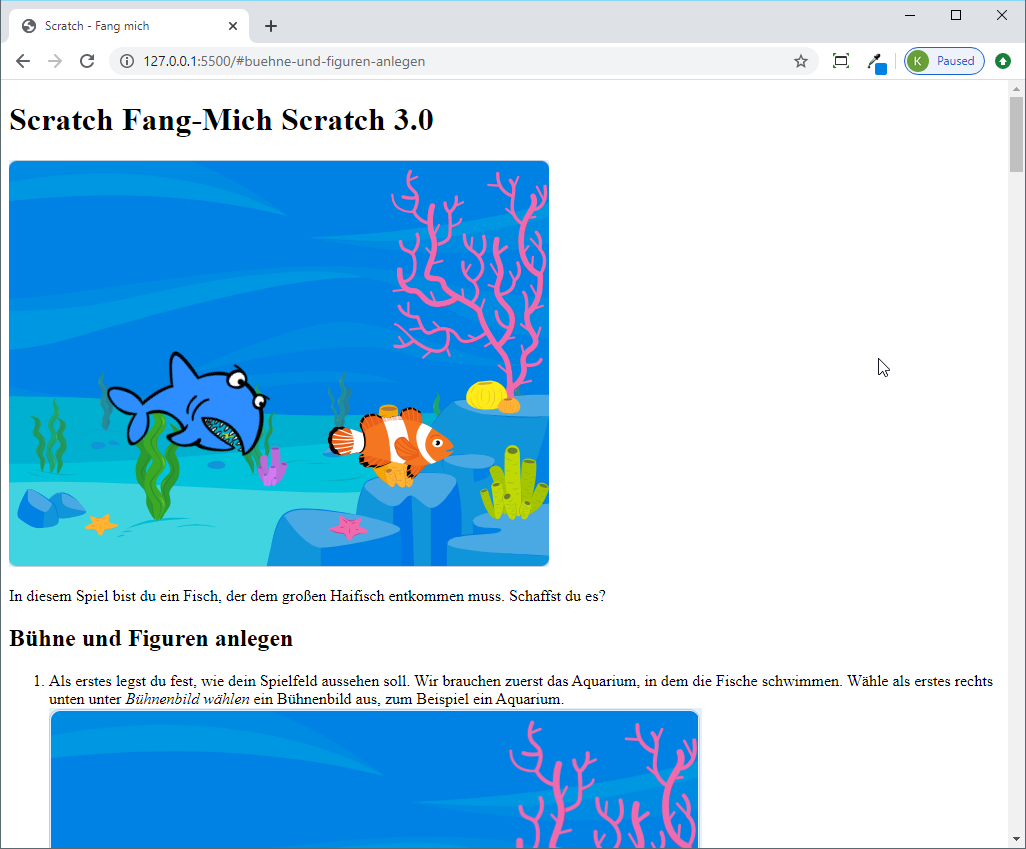 Scratch - Fang mich
127.0.0.1:5500/#buehne-und-figuren-anlegen
K Paused
Scratch Fang-Mich Scratch 3.0
In diesem Spiel bist du ein Fisch, der dem großen Haifisch entkommen muss. Schaffst du es?
Bühne und Figuren anlegen
1. Als erstes legst du fest, wie dein Spielfeld aussehen soll. Wir brauchen zuerst das Aquarium, in dem die Fische schwimmen. Wähle als erstes rechts
unten unter Bühnenbild wählen ein Bühnenbild aus, zum Beispiel ein Aquarium.